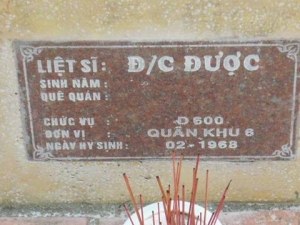 LIỆT SĨ : Đ/C ĐƯỢC
SINH NĂM :
QUÊ QUÁN :
CHỨC VỤ : D 600
ĐƠN VỊ : QUÂN KHU 6
NGÀY HY SINH : 02 - 1968